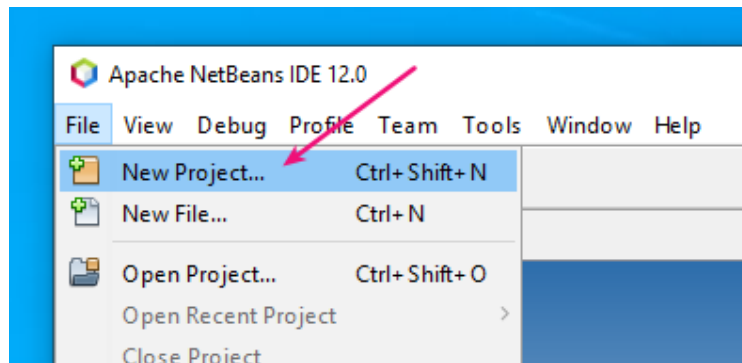 Apache NetBeans IDE 12.0
File View Debug Profile Team Tools Window Help
New Project... Ctrl+Shift+N
New File... Ctrl+N
Open Project... Ctrl+Shift+O
Open Recent Project
Close Project